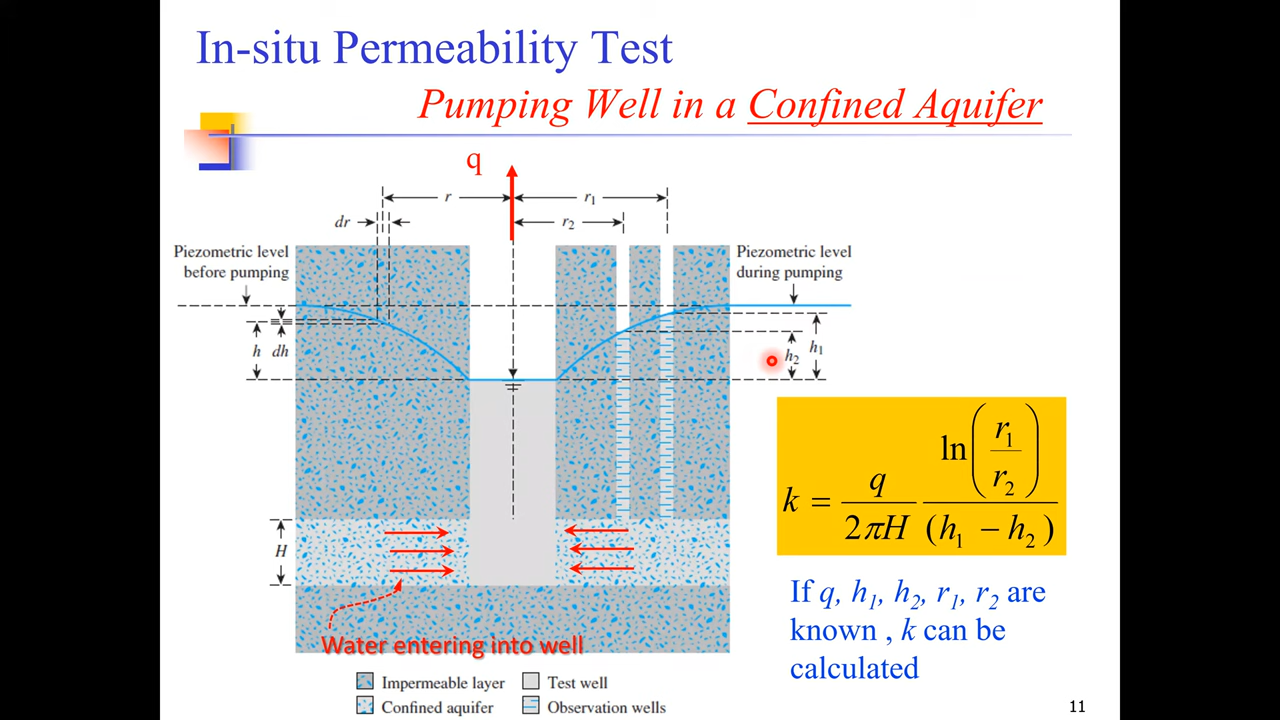 In-situ Permeability Test
Pumping Well in a Confined Aquifer
q
r
r₁
dr
r₂
Piezometric level
before pumping
Piezometric level
during pumping
h
dh
h₂
h₁
k = q / 2πH ln(r₁ / r₂) / (h₁ − h₂)
H
If q, h₁, h₂, r₁, r₂ are
known , k can be
calculated
Water entering into well
Impermeable layer
Test well
Confined aquifer
Observation wells
11